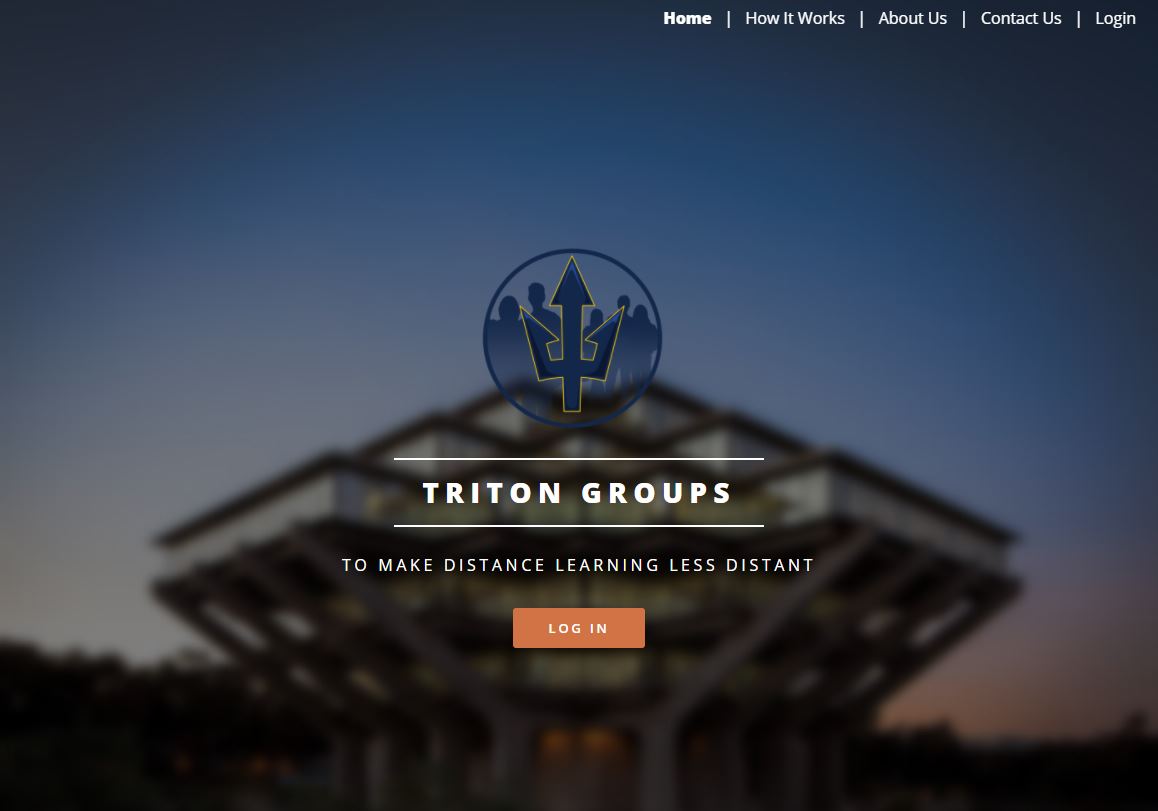 Home | How It Works | About Us | Contact Us | Login
TRITON GROUPS
TO MAKE DISTANCE LEARNING LESS DISTANT
LOG IN